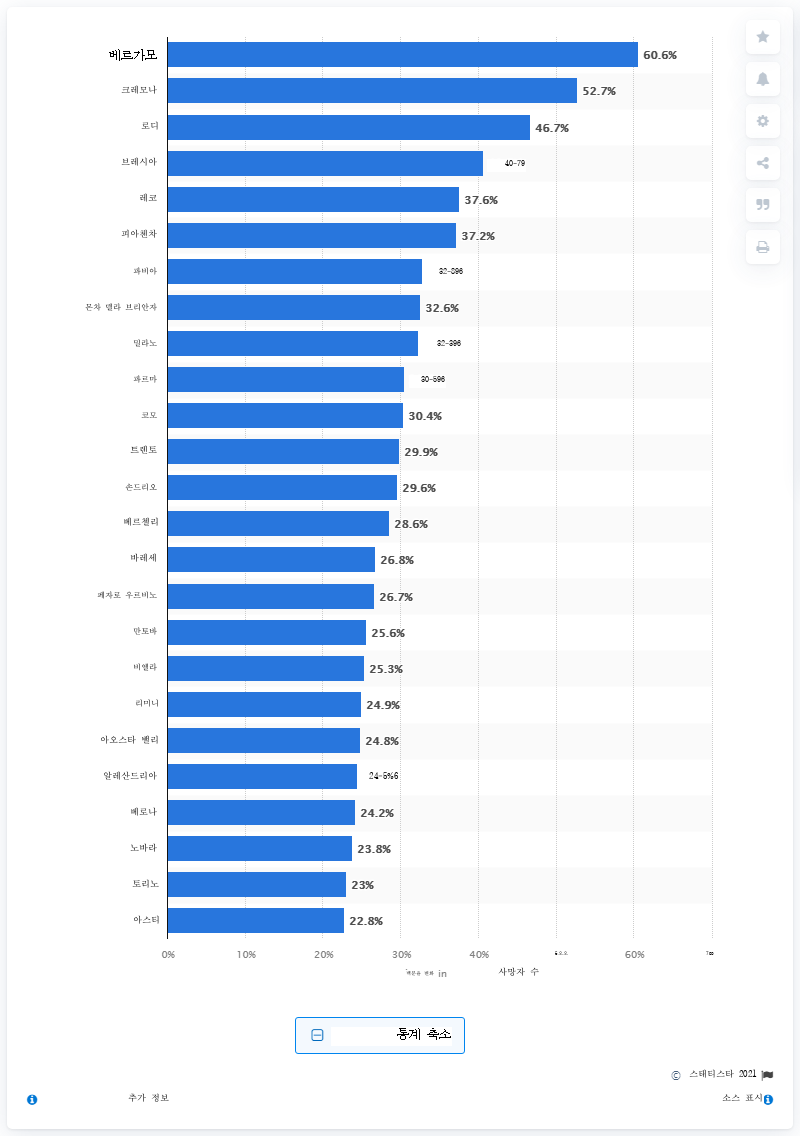 베르가모 60.6%
크레모나 52.7%
로디 46.7%
브레시아 40-79
레코 37.6%
피아첸차 37.2%
파비아 32-896
몬차 델라 브리안자 32.6%
밀라노 32-396
파르마 30-596
코모 30.4%
트렌토 29.9%
손드리오 29.6%
베르첼리 28.6%
바레세 26.8%
페자로 우르비노 26.7%
만토바 25.6%
비엘라 25.3%
리미니 24.9%
아오스타 밸리 24.8%
알레산드리아 24-5%6
베로나 24.2%
노바라 23.8%
토리노 23%
아스티 22.8%
0% 10% 20% 30% 40% 60%
백분율 변화 in 사망자 수
통계 축소
© 스태티스타 2021
추가 정보 소스 표시